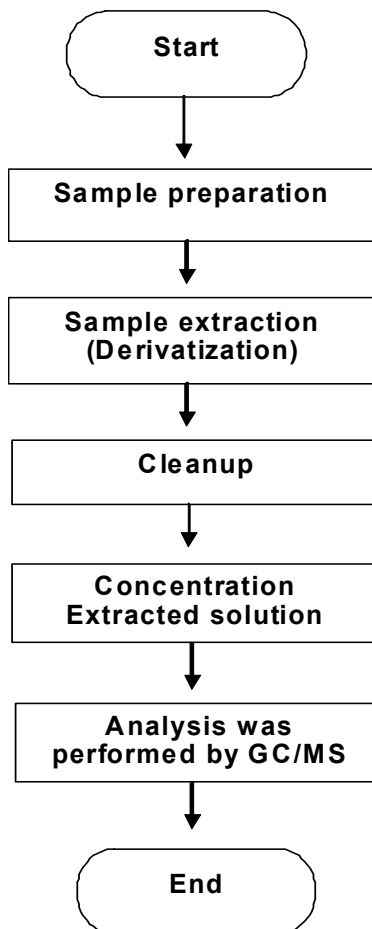 Start
Sample preparation
Sample extraction
(Derivatization)
Cleanup
Concentration
Extracted solution
Analysis was
performed by GC/MS
End